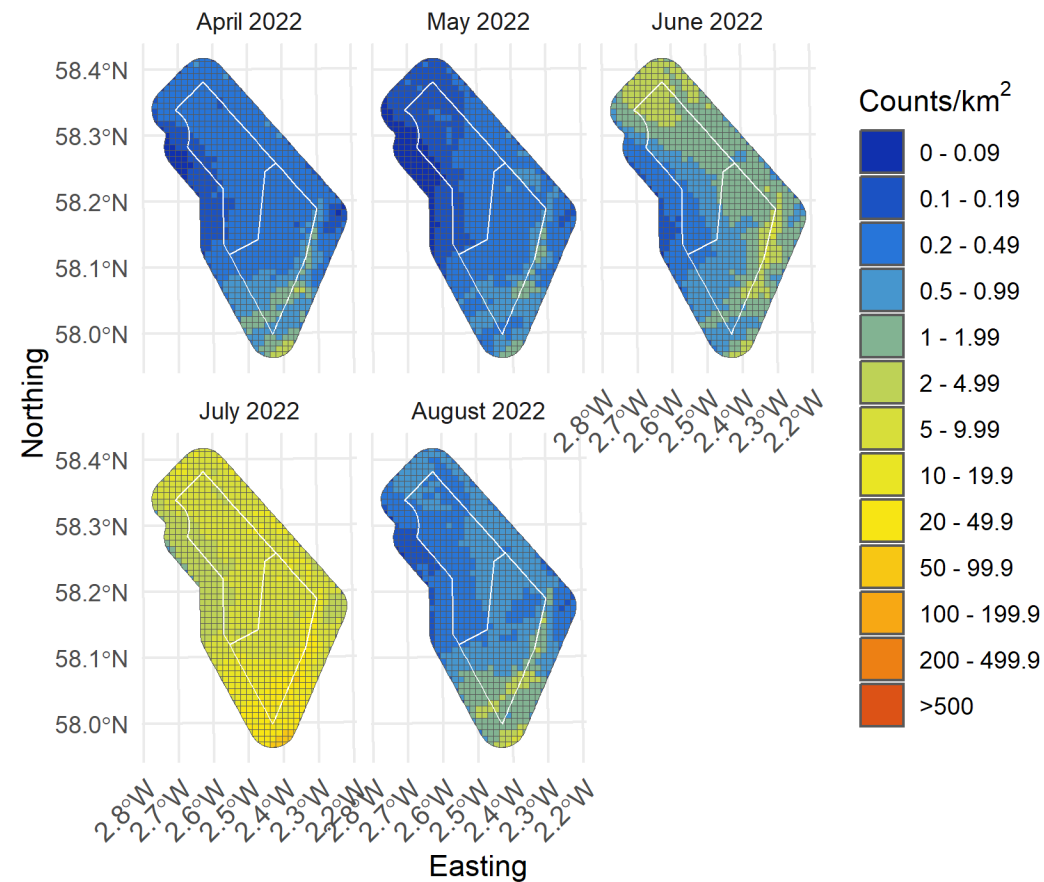 April 2022
May 2022
June 2022
58.4°N
58.3°N
58.2°N
58.1°N
58.0°N
2.8°W
2.7°W
2.6°W
2.5°W
2.4°W
2.3°W
2.2°W
July 2022
August 2022
58.4°N
58.3°N
58.2°N
58.1°N
58.0°N
2.8°W
2.7°W
2.6°W
2.5°W
2.4°W
2.3°W
2.2°W
2.8°W
2.7°W
2.6°W
2.5°W
2.4°W
2.3°W
2.2°W
Northing
Easting
Counts/km²
0 - 0.09
0.1 - 0.19
0.2 - 0.49
0.5 - 0.99
1 - 1.99
2 - 4.99
5 - 9.99
10 - 19.9
20 - 49.9
50 - 99.9
100 - 199.9
200 - 499.9
>500